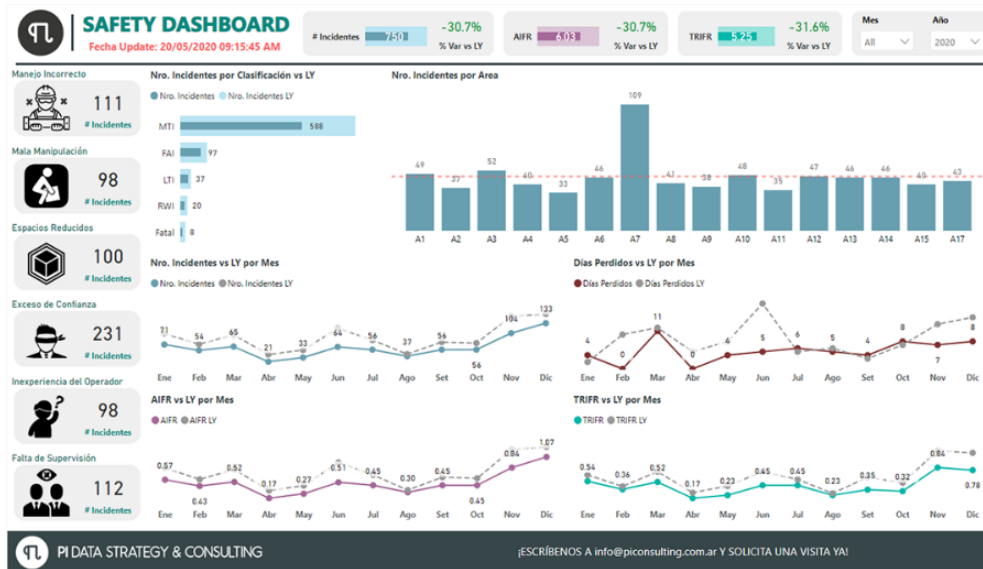 SAFETY DASHBOARD
Fecha Update: 20/05/2020 09:15:45 AM
# Incidentes 750 -30.7% % Var vs LY
AIFR 6.03 -30.7% % Var vs LY
TRIFR 5.25 -31.6% % Var vs LY
Mes Año
All 2020
Manejo Incorrecto
111
# Incidentes
Mala Manipulación
98
# Incidentes
Espacios Reducidos
100
# Incidentes
Exceso de Confianza
231
# Incidentes
Inexperiencia del Operador
98
# Incidentes
Falta de Supervisión
112
# Incidentes
Nro. Incidentes por Clasificación vs LY
Nro. Incidentes Nro. Incidentes LY
MTI 588
FAI 97
LTI 37
RWI 20
Fatal 8
Nro. Incidentes por Area
49 37 52 40 33 46 109 41 38 48 35 47 46 46 40 43
A1 A2 A3 A4 A5 A6 A7 A8 A9 A10 A11 A12 A13 A14 A15 A17
Nro. Incidentes vs LY por Mes
Nro. Incidentes Nro. Incidentes LY
71 54 65 21 33 64 56 37 56 56 104 133
Ene Feb Mar Abr May Jun Jul Ago Set Oct Nov Dic
Días Perdidos vs LY por Mes
Días Perdidos Días Perdidos LY
4 0 11 0 4 5 6 5 4 8 7 8
Ene Feb Mar Abr May Jun Jul Ago Set Oct Nov Dic
AIFR vs LY por Mes
AIFR AIFR LY
0.57 0.43 0.52 0.17 0.27 0.51 0.45 0.30 0.45 0.45 0.84 1.07
Ene Feb Mar Abr May Jun Jul Ago Set Oct Nov Dic
TRIFR vs LY por Mes
TRIFR TRIFR LY
0.54 0.36 0.52 0.17 0.23 0.45 0.45 0.23 0.35 0.32 0.84 0.78
Ene Feb Mar Abr May Jun Jul Ago Set Oct Nov Dic
PI DATA STRATEGY & CONSULTING
¡ESCRÍBENOS A info@piconsulting.com.ar Y SOLICITA UNA VISITA YA!